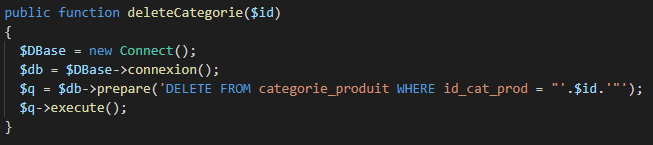 public function deleteCategorie($id)
{
$DBase = new Connect();
$db = $DBase->connexion();
$q = $db->prepare('DELETE FROM categorie_produit WHERE id_cat_prod = "'.$id.'"');
$q->execute();
}